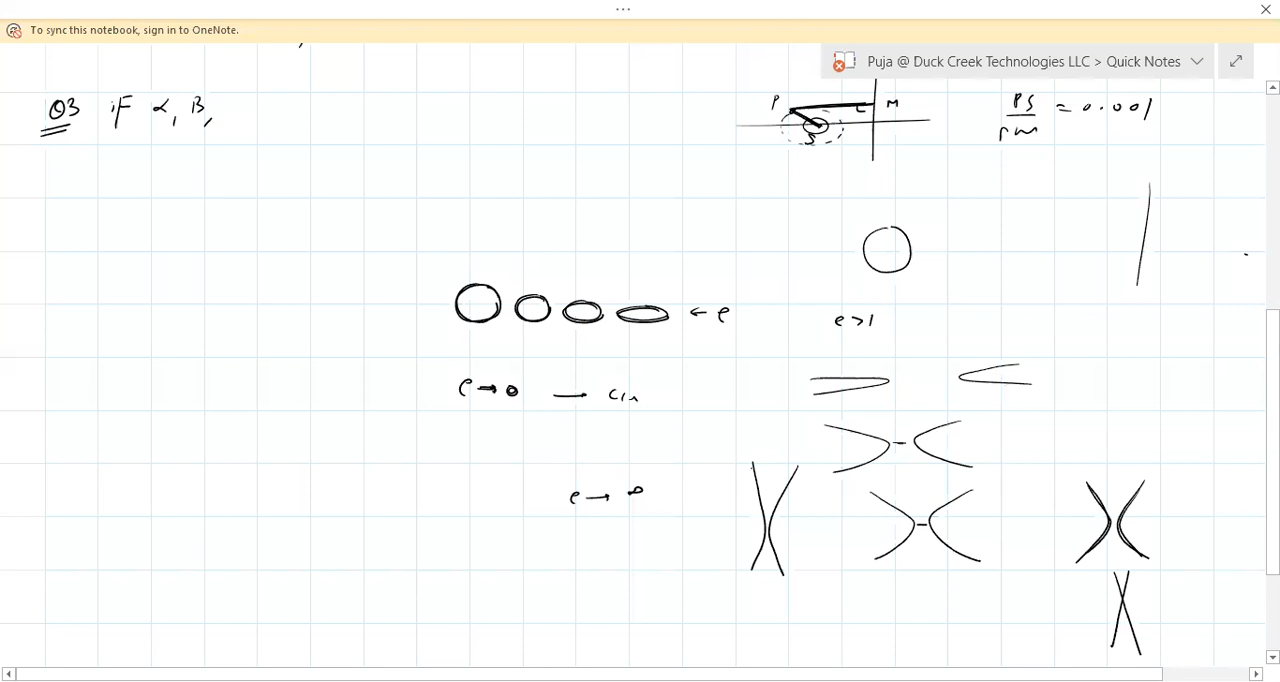 To sync this notebook, sign in to OneNote.
Puja @ Duck Creek Technologies LLC > Quick Notes
Q3 if α, B,
P M
S
PS = 0.001
PM
← e
e>1
e → 0 → Cir
e → ∞